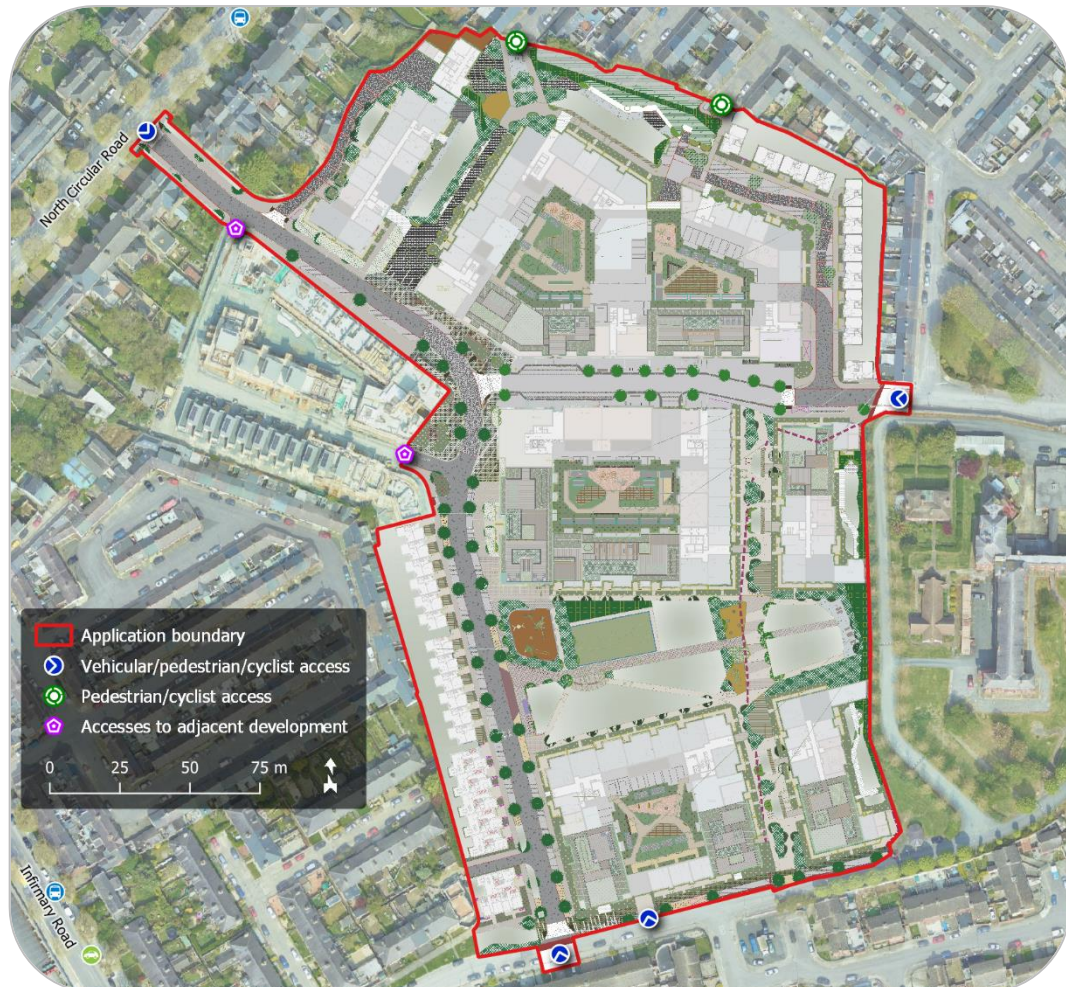 North Circular Road
Application boundary
Vehicular/pedestrian/cyclist access
Pedestrian/cyclist access
Accesses to adjacent development
0 25 50 75 m
Infirmary Road